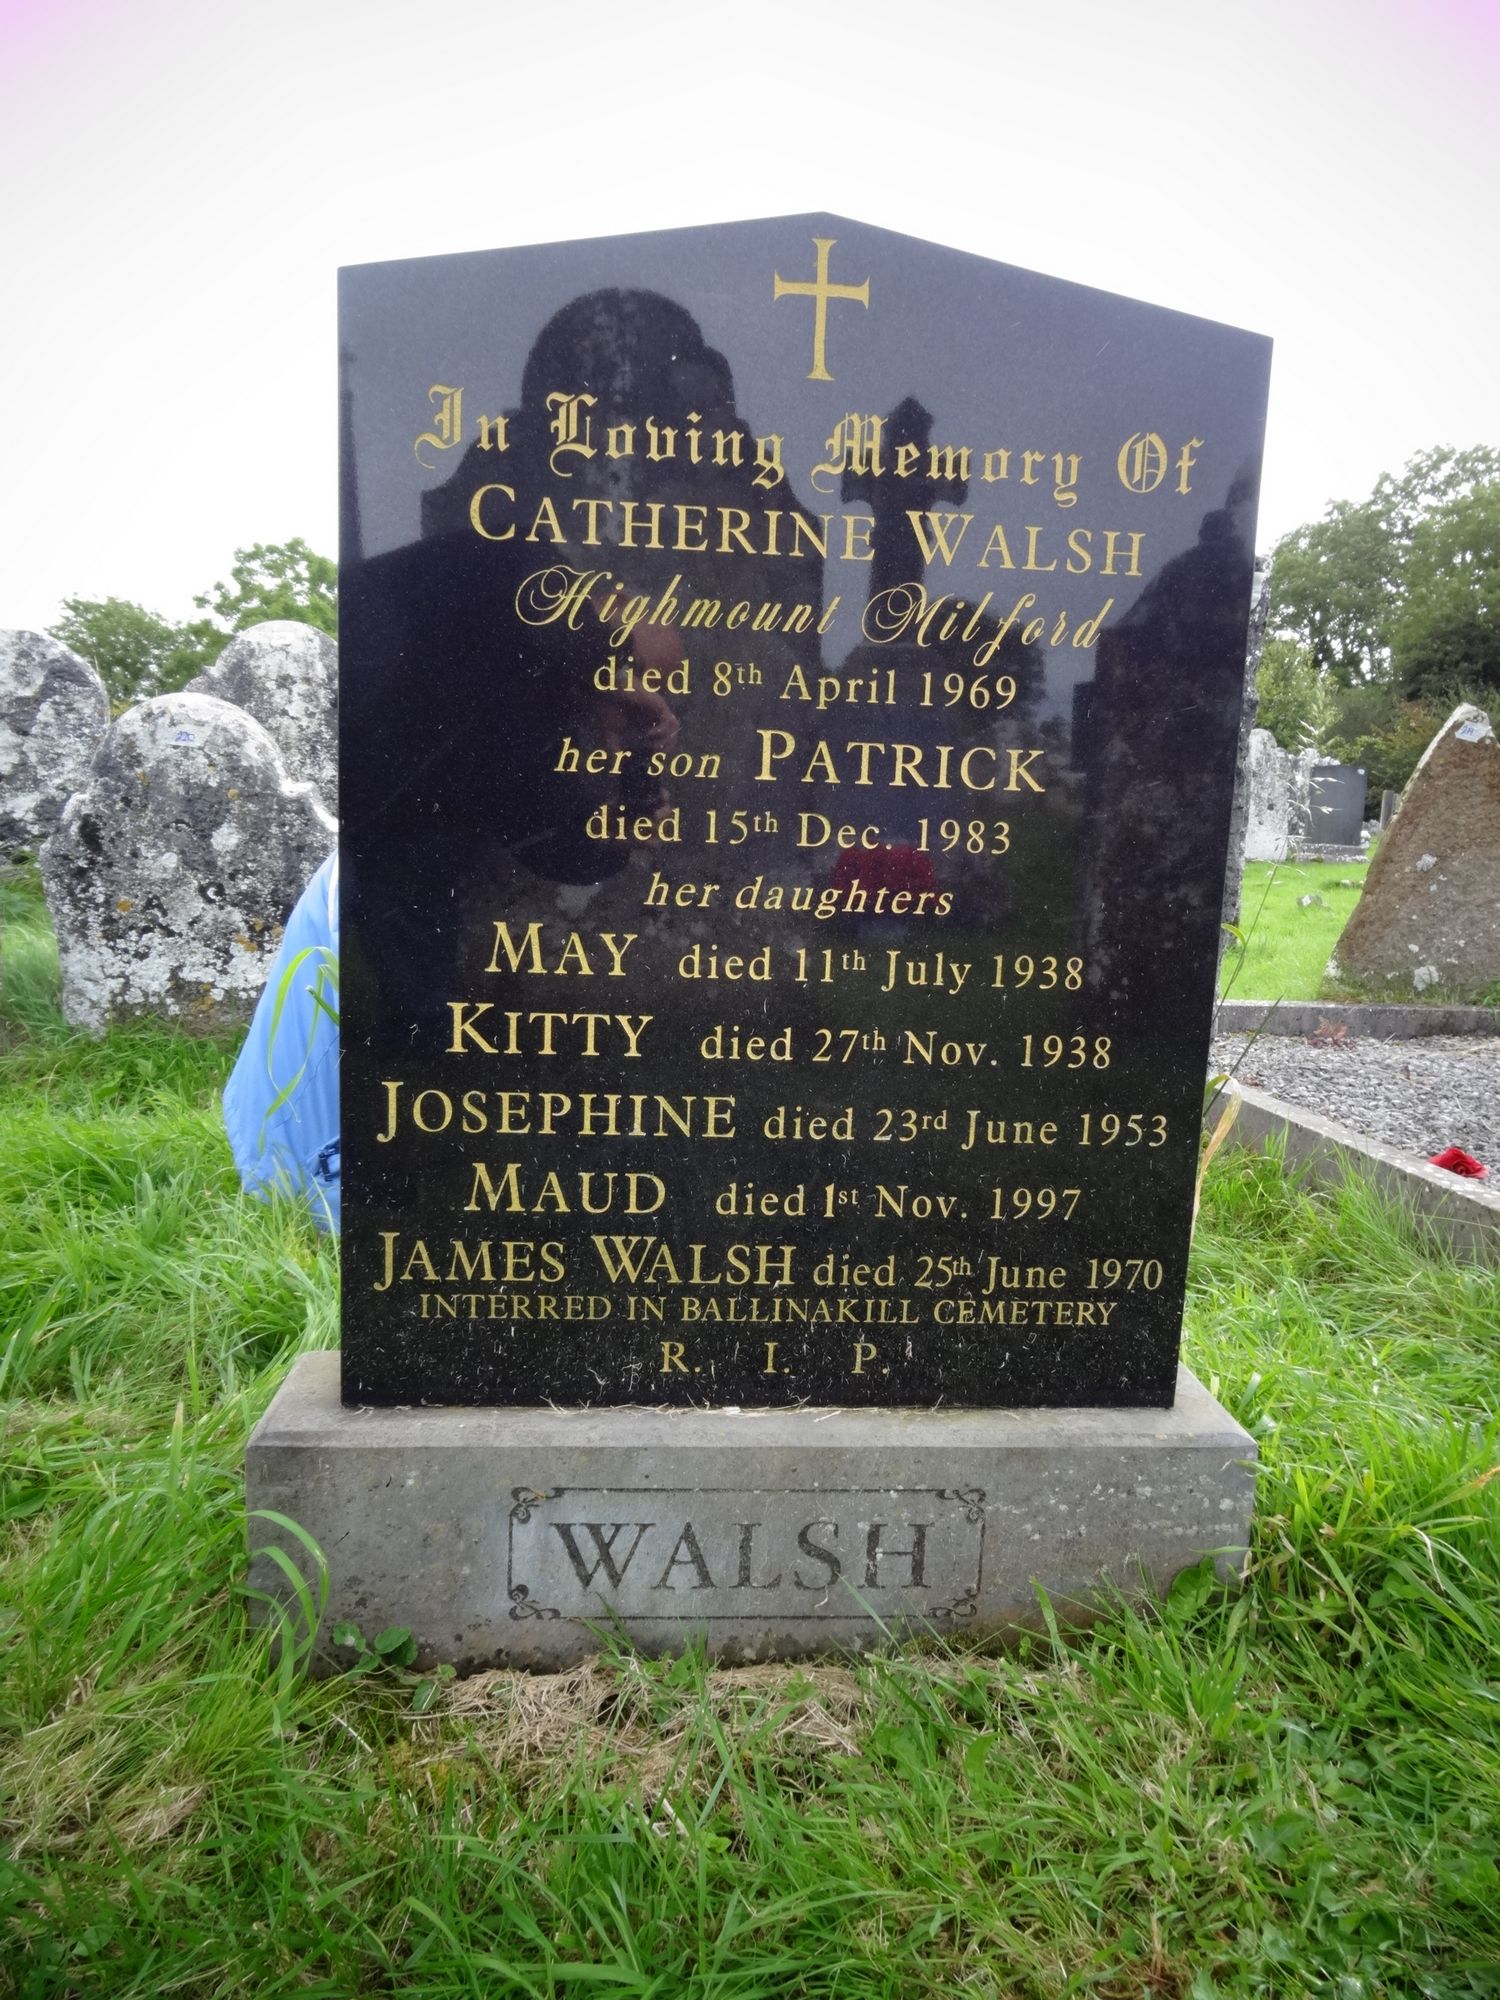 In Loving Memory Of
CATHERINE WALSH
Highmount Milford
died 8th April 1969
her son PATRICK
died 15th Dec. 1983
her daughters
MAY died 11th July 1938
KITTY died 27th Nov. 1938
JOSEPHINE died 23rd June 1953
MAUD died 1st Nov. 1997
JAMES WALSH died 25th June 1970
INTERRED IN BALLINAKILL CEMETERY
R. I. P.
WALSH